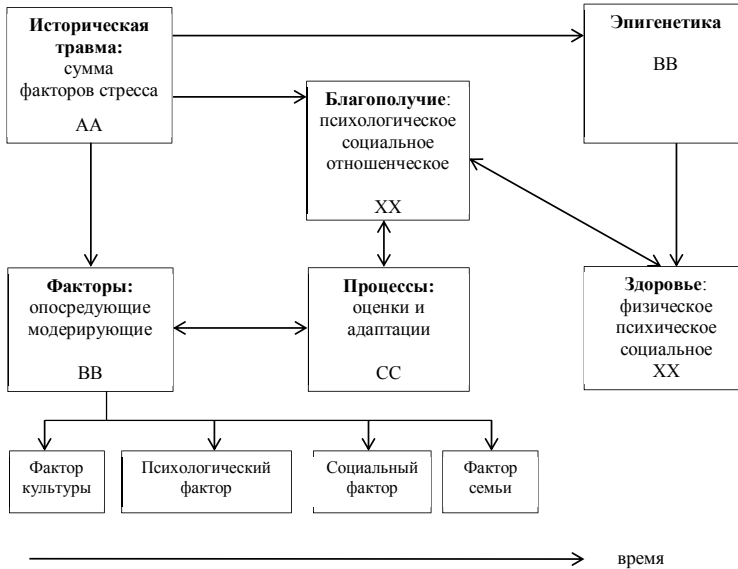 Историческая
травма:
сумма
факторов стресса
АА
Эпигенетика
ВВ
Благополучие:
психологическое
социальное
отношенческое
ХХ
Факторы:
опосредующие
модерирующие
ВВ
Процессы:
оценки и
адаптации
СС
Здоровье:
физическое
психическое
социальное
ХХ
Фактор
культуры
Психологический
фактор
Социальный
фактор
Фактор
семьи
время